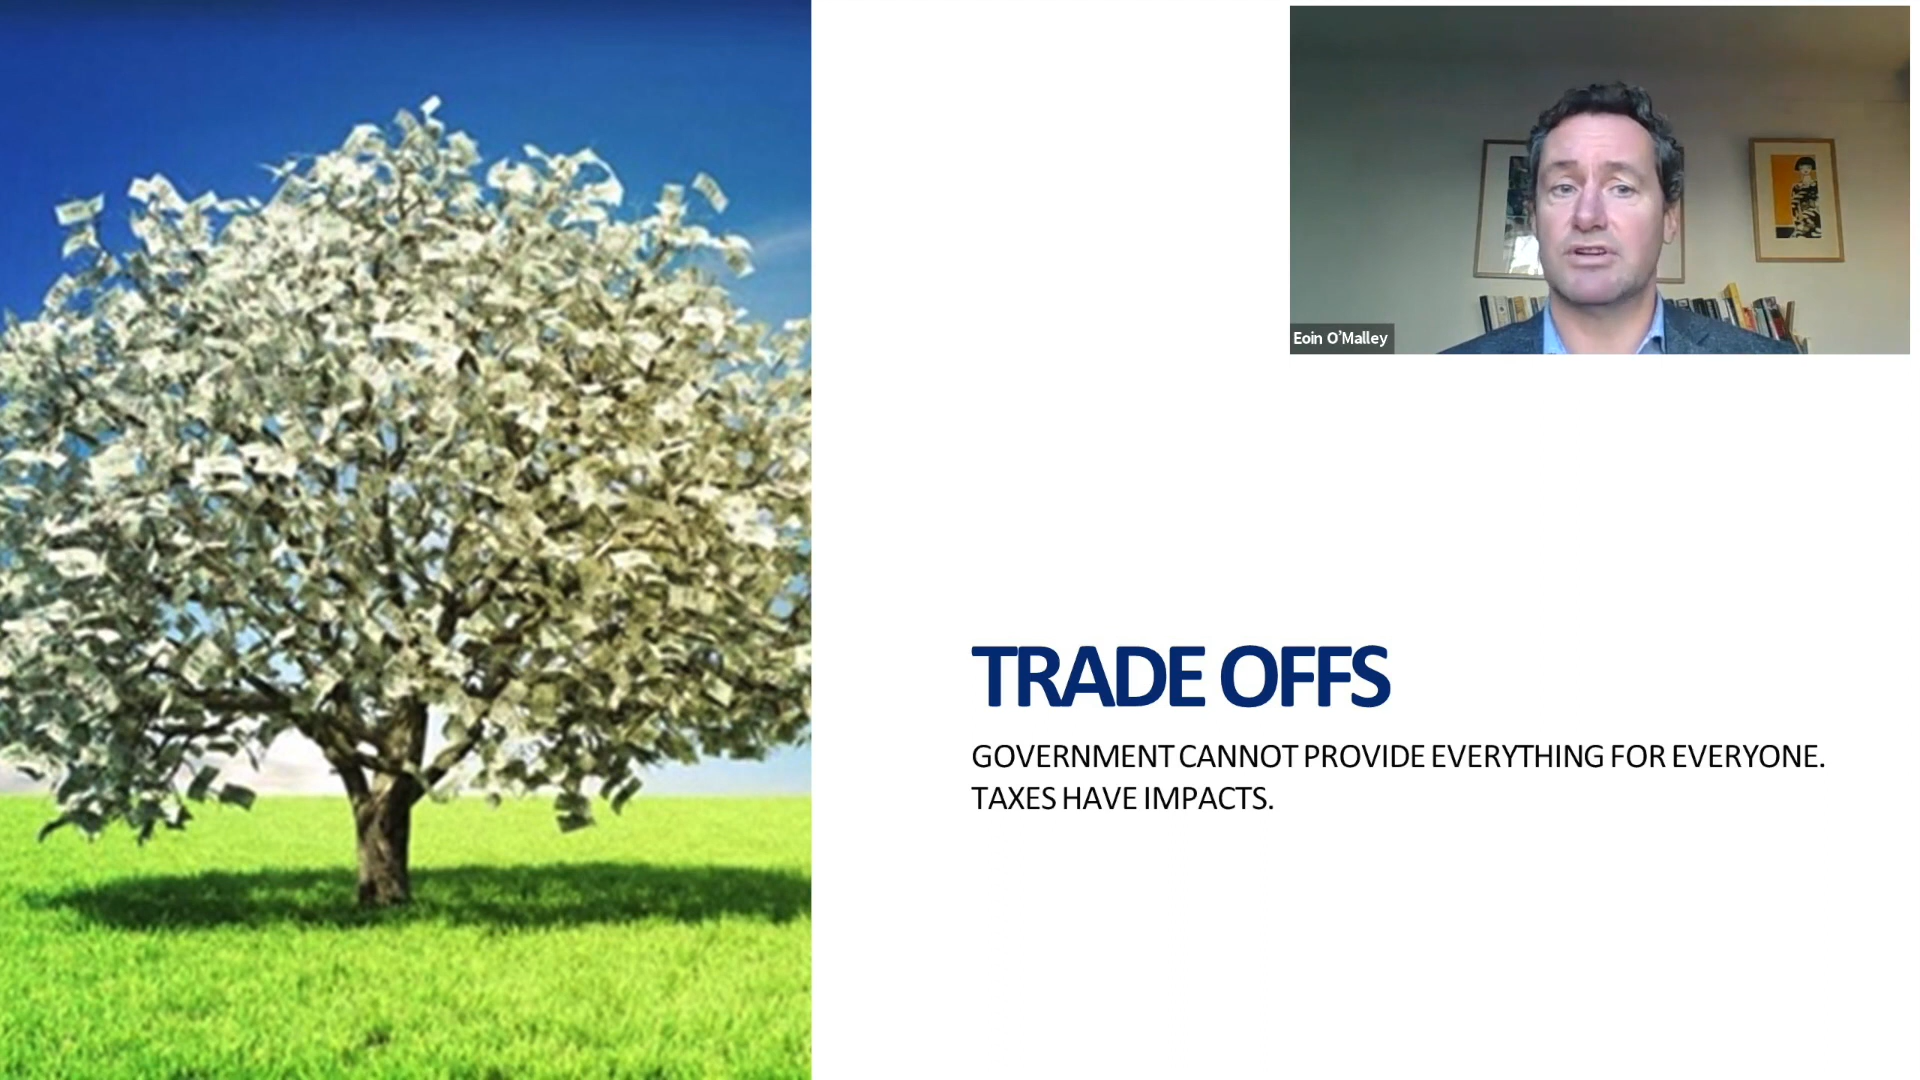 Eoin O'Malley
TRADE OFFS
GOVERNMENT CANNOT PROVIDE EVERYTHING FOR EVERYONE.
TAXES HAVE IMPACTS.